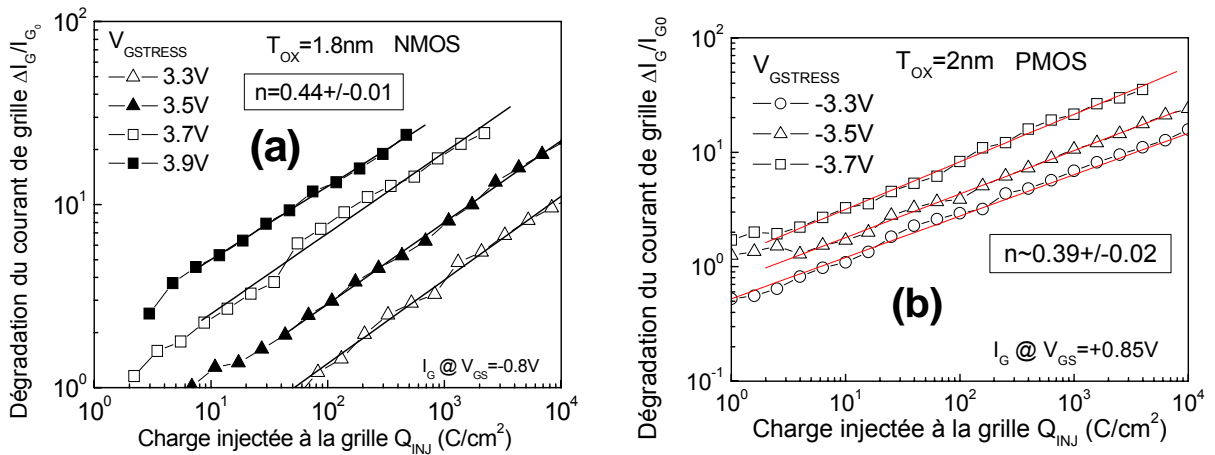 Dégradation du courant de grille ΔI_G/I_G₀
10²
10¹
10⁰
V_GSTRESS
3.3V
3.5V
3.7V
3.9V
T_OX=1.8nm NMOS
n=0.44+/-0.01
(a)
I_G @ V_GS=-0.8V
10⁰ 10¹ 10² 10³ 10⁴
Charge injectée à la grille Q_INJ (C/cm²)
Dégradation du courant de grille ΔI_G/I_G0
10²
10¹
10⁰
10⁻¹
V_GSTRESS
-3.3V
-3.5V
-3.7V
T_OX=2nm PMOS
n~0.39+/-0.02
(b)
I_G @ V_GS=+0.85V
10⁰ 10¹ 10² 10³ 10⁴
Charge injectée à la grille Q_INJ (C/cm²)